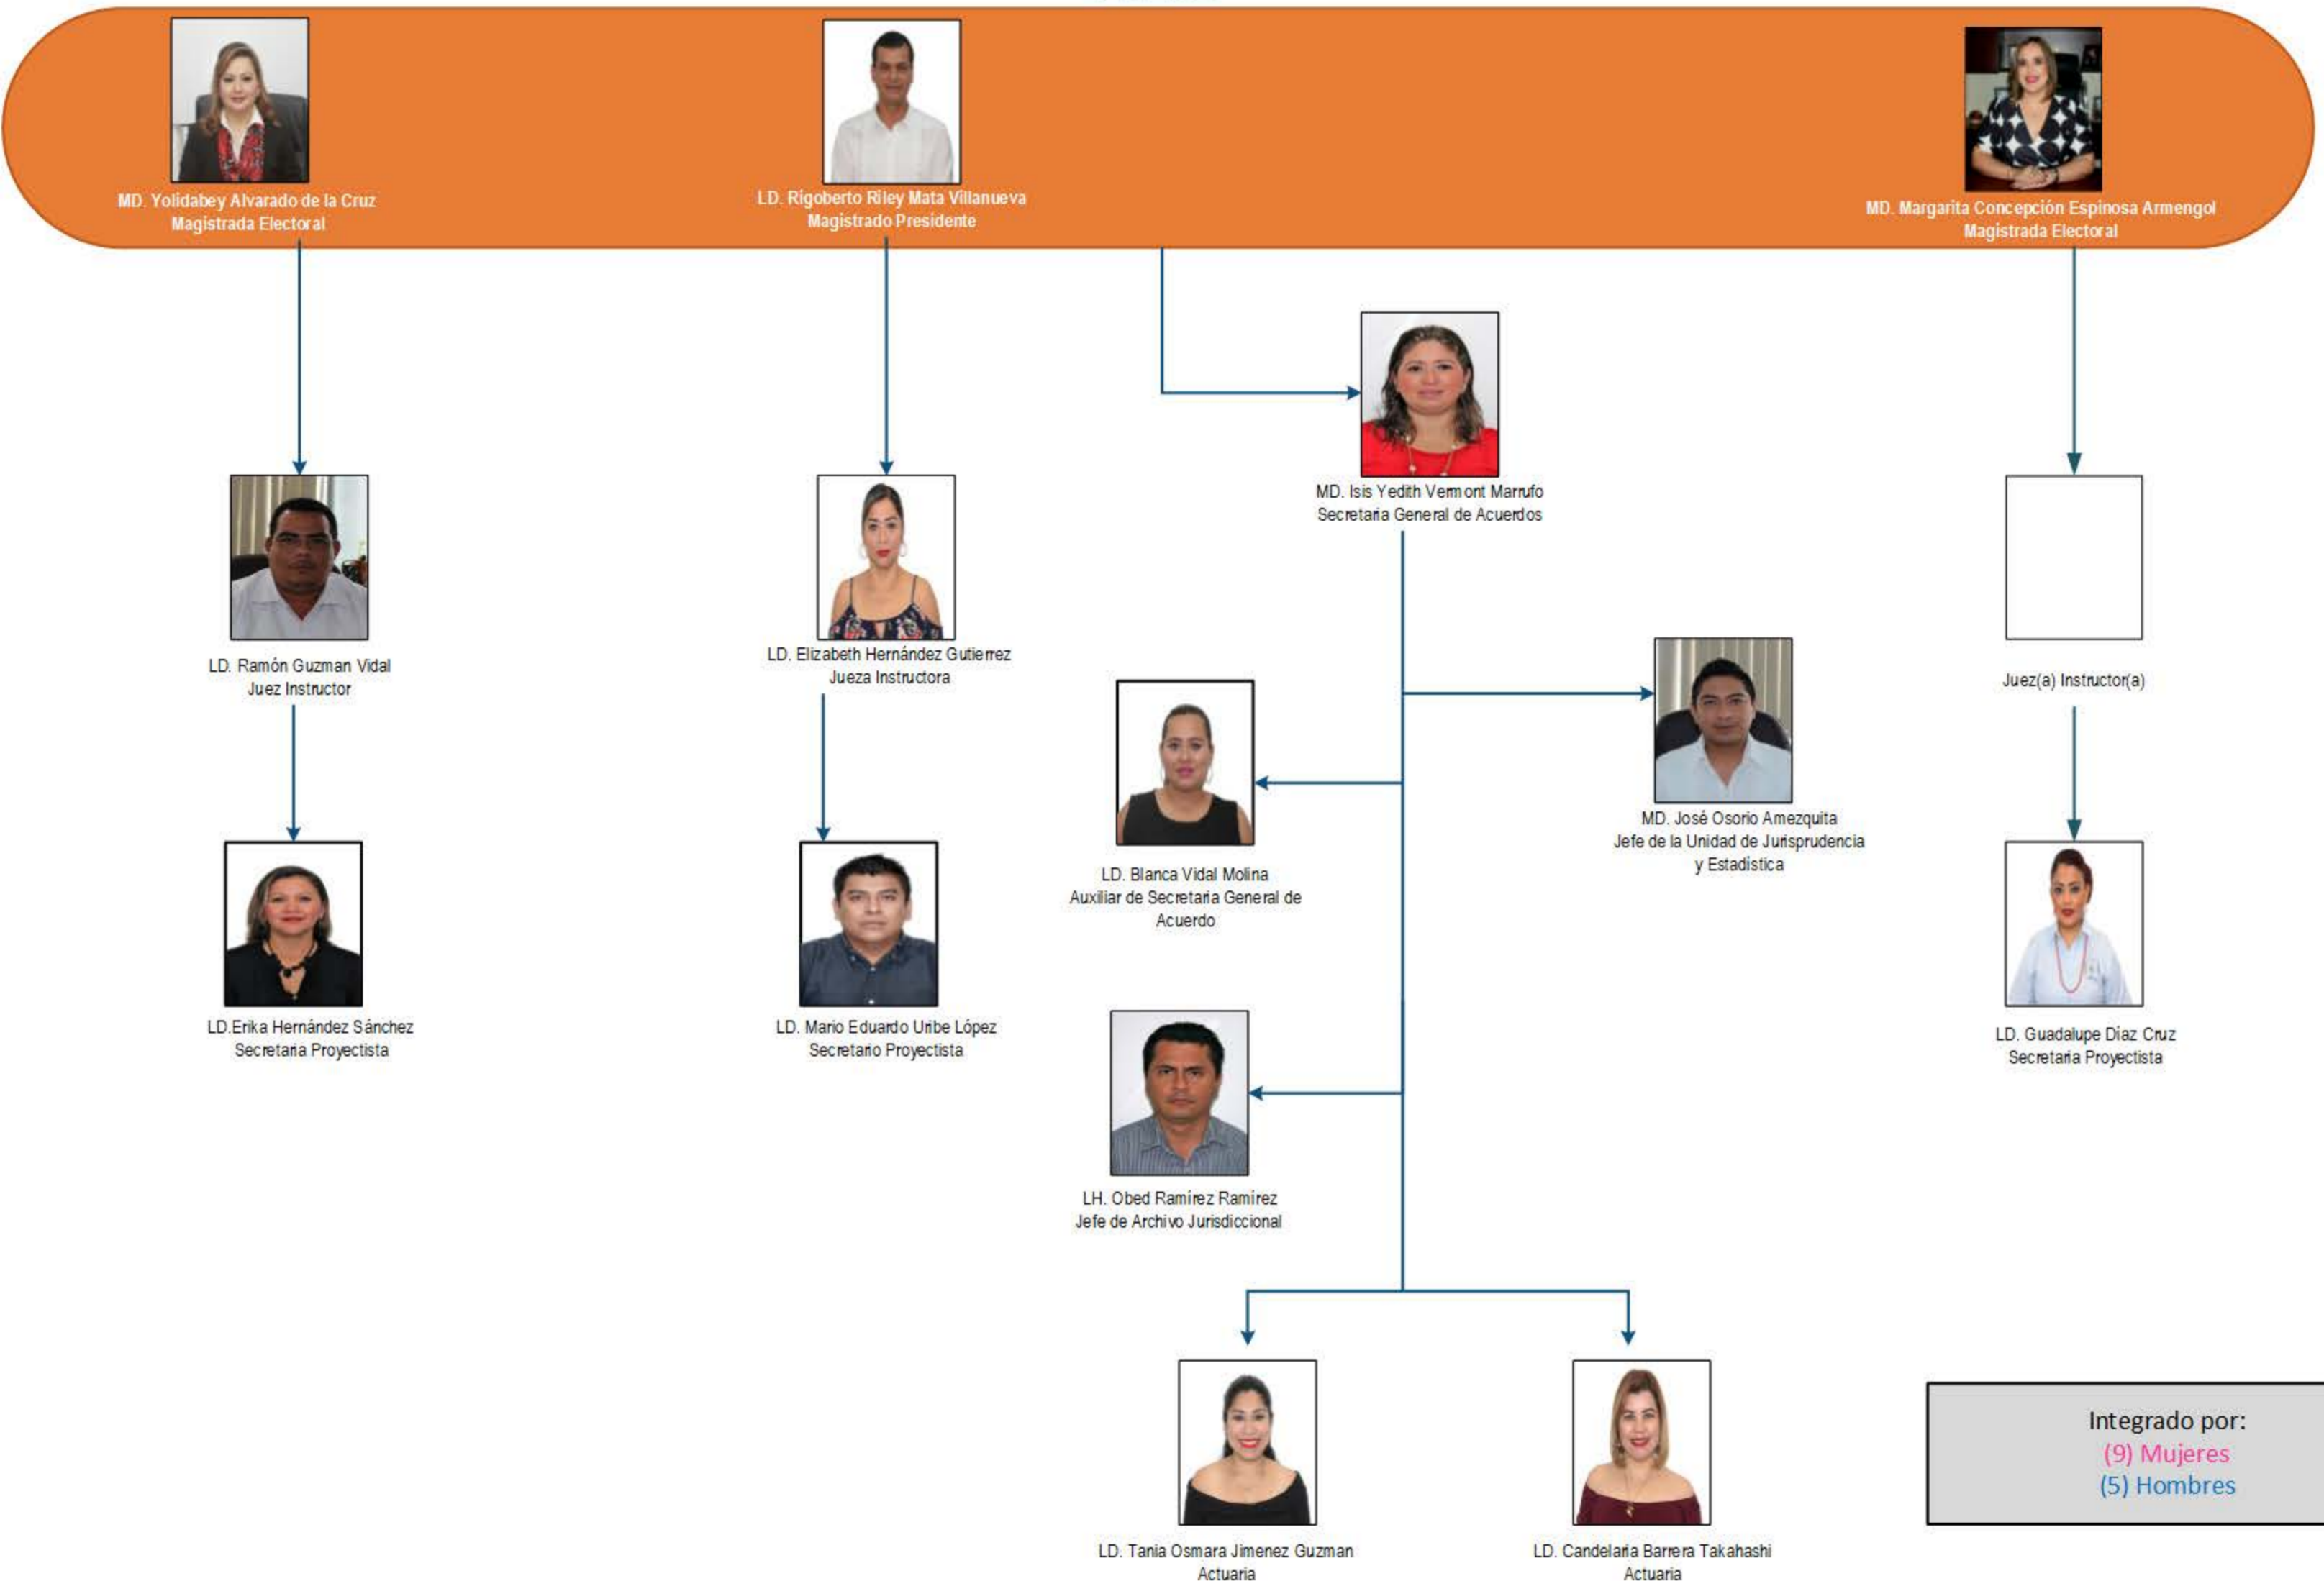 MD. Yolidabey Alvarado de la Cruz
Magistrada Electoral
LD. Rigoberto Riley Mata Villanueva
Magistrado Presidente
MD. Margarita Concepción Espinosa Armengol
Magistrada Electoral
MD. Isis Yedith Vermont Marrufo
Secretaria General de Acuerdos
LD. Ramón Guzman Vidal
Juez Instructor
LD. Elizabeth Hernández Gutierrez
Jueza Instructora
Juez(a) Instructor(a)
MD. José Osorio Amezquita
Jefe de la Unidad de Jurisprudencia
y Estadística
LD. Blanca Vidal Molina
Auxiliar de Secretaria General de
Acuerdo
LD.Erika Hernández Sánchez
Secretaria Proyectista
LD. Mario Eduardo Uribe López
Secretario Proyectista
LD. Guadalupe Díaz Cruz
Secretaria Proyectista
LH. Obed Ramírez Ramírez
Jefe de Archivo Jurisdiccional
LD. Tania Osmara Jimenez Guzman
Actuaria
LD. Candelaria Barrera Takahashi
Actuaria
Integrado por:
(9) Mujeres
(5) Hombres